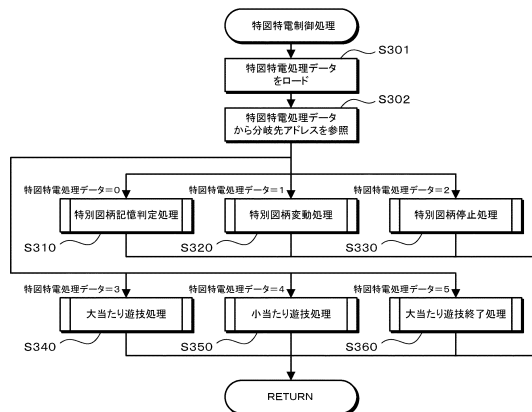 特図特電制御処理
S301
特図特電処理データ
をロード
S302
特図特電処理データ
から分岐先アドレスを参照
特図特電処理データ=0
特図特電処理データ=1
特図特電処理データ=2
特別図柄記憶判定処理
特別図柄変動処理
特別図柄停止処理
S310
S320
S330
特図特電処理データ=3
特図特電処理データ=4
特図特電処理データ=5
大当たり遊技処理
小当たり遊技処理
大当たり遊技終了処理
S340
S350
S360
RETURN